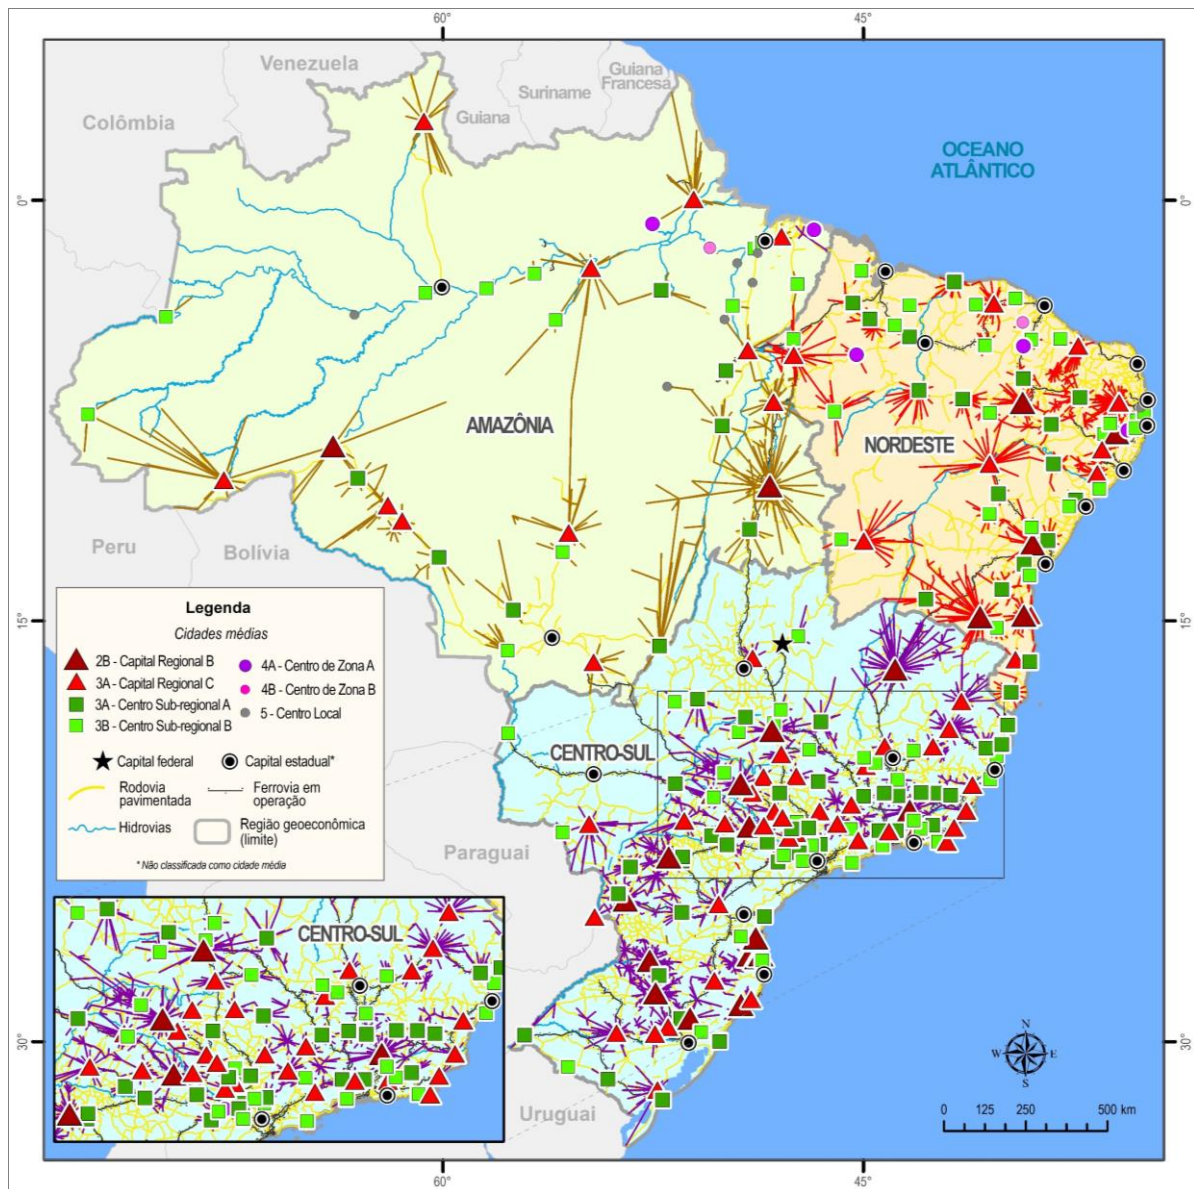 60°
45°
Venezuela
Guiana
Francesa
Suriname
Guiana
Colômbia
OCEANO
ATLÂNTICO
0°
0°
AMAZÔNIA
NORDESTE
Peru
Bolívia
15°
15°
Legenda
Cidades médias
2B - Capital Regional B
3A - Capital Regional C
3A - Centro Sub-regional A
3B - Centro Sub-regional B
4A - Centro de Zona A
4B - Centro de Zona B
5 - Centro Local
Capital federal
Capital estadual*
Rodovia
pavimentada
Ferrovia em
operação
Hidrovias
Região geoeconômica
(limite)
* Não classificada como cidade média
CENTRO-SUL
Paraguai
CENTRO-SUL
30°
30°
Uruguai
N
W
E
S
0 125 250 500 km
60°
45°